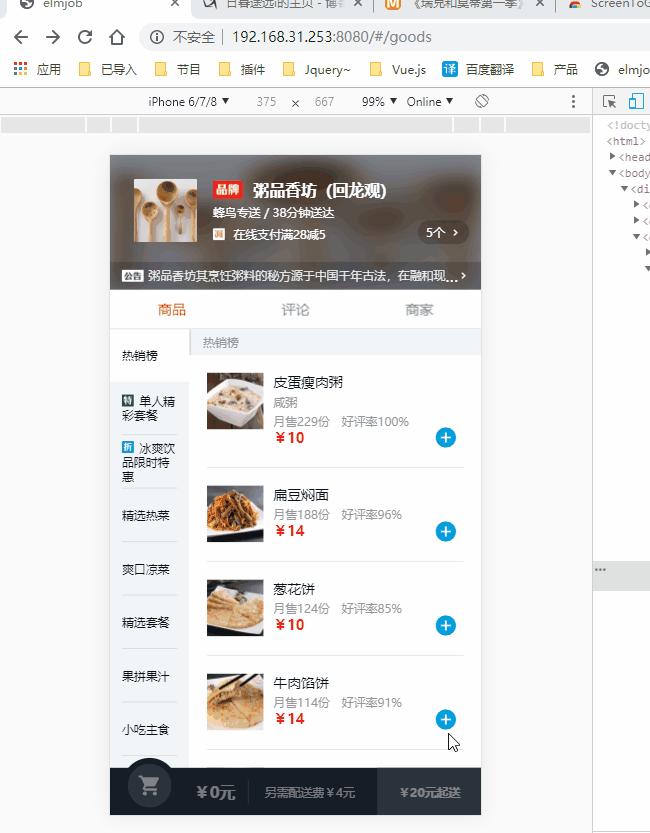 elmjob
日暮途远i的主页 - 博客
《瑞克和莫蒂第一季》
ScreenToG
不安全 | 192.168.31.253:8080/#/goods
应用 已导入 节目 插件 Jquery~ Vue.js 译 百度翻译 产品 elmjo
iPhone 6/7/8 ▼ 375 × 667 99% ▼ Online ▼
<!docty
<html>
▶<head
▼<body
▼<di
▶<
▶<
▼<
品牌 粥品香坊（回龙观）
蜂鸟专送 / 38分钟送达
减 在线支付满28减5
5个 >
公告 粥品香坊其烹饪粥料的秘方源于中国千年古法，在融和现... >
商品 评论 商家
热销榜
特 单人精彩套餐
折 冰爽饮品限时特惠
精选热菜
爽口凉菜
精选套餐
果拼果汁
小吃主食
热销榜
皮蛋瘦肉粥
咸粥
月售229份 好评率100%
￥10
扁豆焖面
月售188份 好评率96%
￥14
葱花饼
月售124份 好评率85%
￥10
牛肉馅饼
月售114份 好评率91%
￥14
￥0元 另需配送费￥4元 ￥20元起送